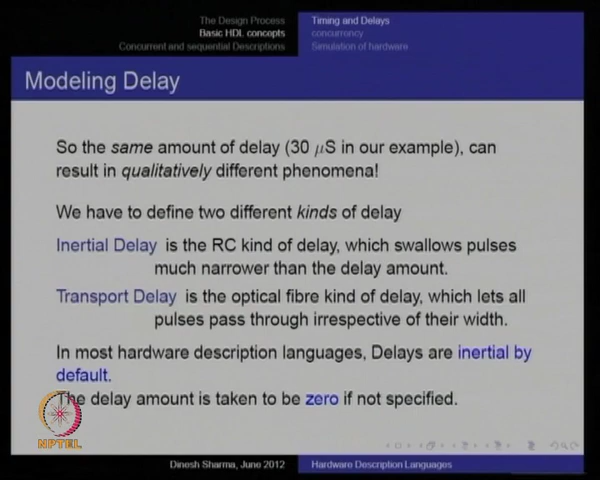 The Design Process
Basic HDL concepts
Concurrent and sequential Descriptions
Timing and Delays
concurrency
Simulation of hardware
Modeling Delay
So the same amount of delay (30 μS in our example), can
result in qualitatively different phenomena!
We have to define two different kinds of delay
Inertial Delay is the RC kind of delay, which swallows pulses
much narrower than the delay amount.
Transport Delay is the optical fibre kind of delay, which lets all
pulses pass through irrespective of their width.
In most hardware description languages, Delays are inertial by
default.
The delay amount is taken to be zero if not specified.
NPTEL
Dinesh Sharma, June 2012
Hardware Description Languages